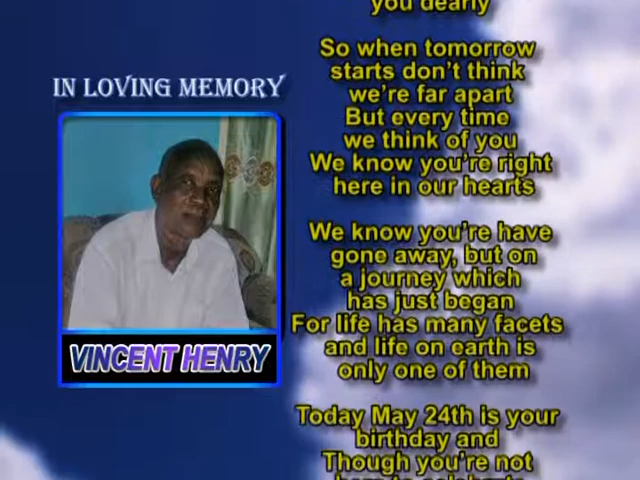 IN LOVING MEMORY
VINCENT HENRY
you dearly
So when tomorrow
starts don't think
we're far apart
But every time
we think of you
We know you're right
here in our hearts
We know you're have
gone away, but on
a journey which
has just began
For life has many facets
and life on earth is
only one of them
Today May 24th is your
birthday and
Though you're not